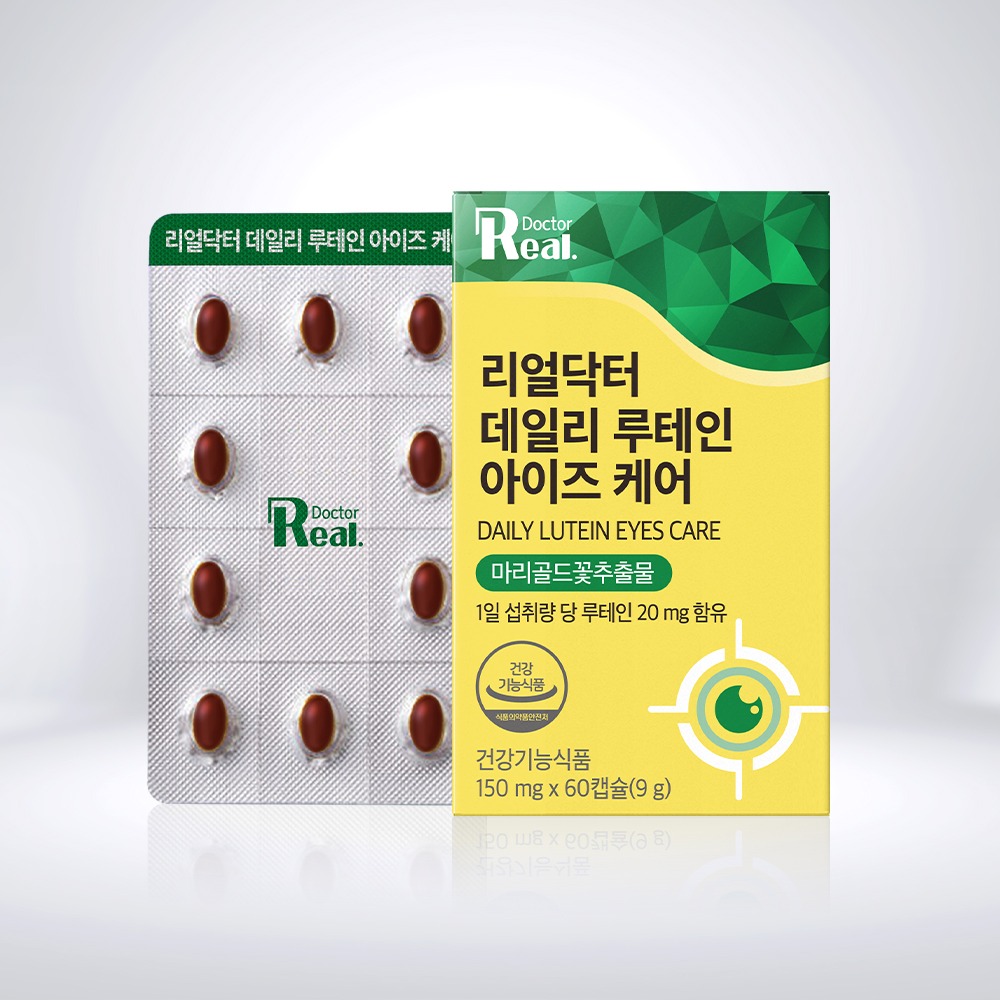 리얼닥터 데일리 루테인 아이즈 케
Doctor
Real.
Doctor
Real.
리얼닥터
데일리 루테인
아이즈 케어
DAILY LUTEIN EYES CARE
마리골드꽃추출물
1일 섭취량 당 루테인 20 mg 함유
건강
기능식품
식품의약품안전처
건강기능식품
150 mg x 60캡슐(9 g)